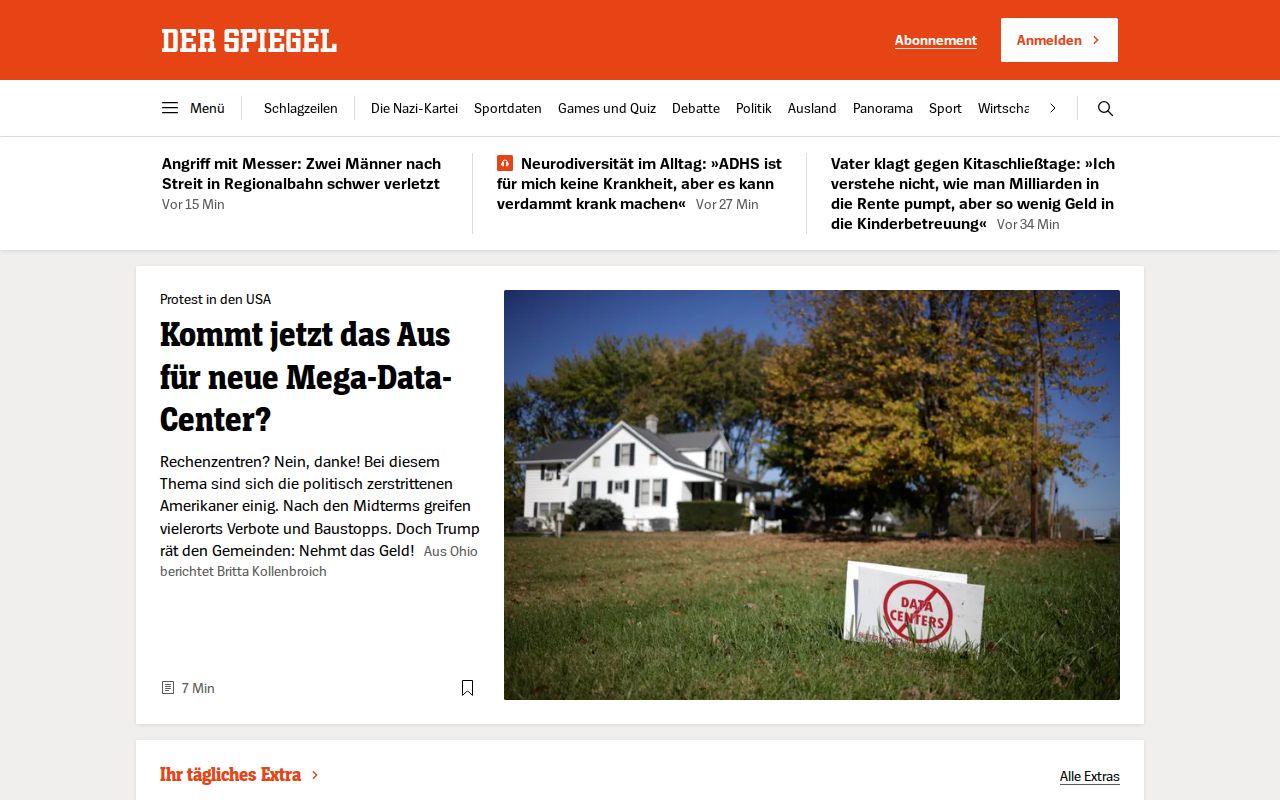 DER SPIEGEL
Abonnement
Anmelden
Menü
Schlagzeilen
Die Nazi-Kartei
Sportdaten
Games und Quiz
Debatte
Politik
Ausland
Panorama
Sport
Wirtscha
Angriff mit Messer: Zwei Männer nach
Streit in Regionalbahn schwer verletzt
Vor 15 Min
Neurodiversität im Alltag: »ADHS ist
für mich keine Krankheit, aber es kann
verdammt krank machen« Vor 27 Min
Vater klagt gegen Kitaschließtage: »Ich
verstehe nicht, wie man Milliarden in
die Rente pumpt, aber so wenig Geld in
die Kinderbetreuung« Vor 34 Min
Protest in den USA
Kommt jetzt das Aus
für neue Mega-Data-
Center?
Rechenzentren? Nein, danke! Bei diesem
Thema sind sich die politisch zerstrittenen
Amerikaner einig. Nach den Midterms greifen
vielerorts Verbote und Baustopps. Doch Trump
rät den Gemeinden: Nehmt das Geld! Aus Ohio
berichtet Britta Kollenbroich
7 Min
DATA
CENTERS
Ihr tägliches Extra
Alle Extras